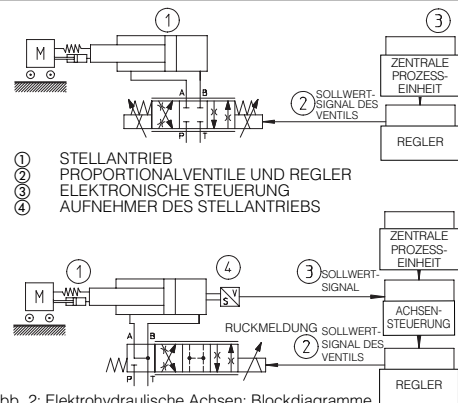 ①
③
M
ZENTRALE
PROZESS-
EINHEIT
A B
②
SOLLWERT-
SIGNAL DES
VENTILS
P T
REGLER
① STELLANTRIEB
② PROPORTIONALVENTILE UND REGLER
③ ELEKTRONISCHE STEUERUNG
④ AUFNEHMER DES STELLANTRIEBS
ZENTRALE
PROZESS-
EINHEIT
①
④
③ SOLLWERT-
SIGNAL
M
S V
ACHSEN-
STEUERUNG
A B
RUCKMELDUNG
②
SOLLWERT-
SIGNAL DES
VENTILS
P T
REGLER
bb. 2: Elektrohydraulische Achsen: Blockdiagramme